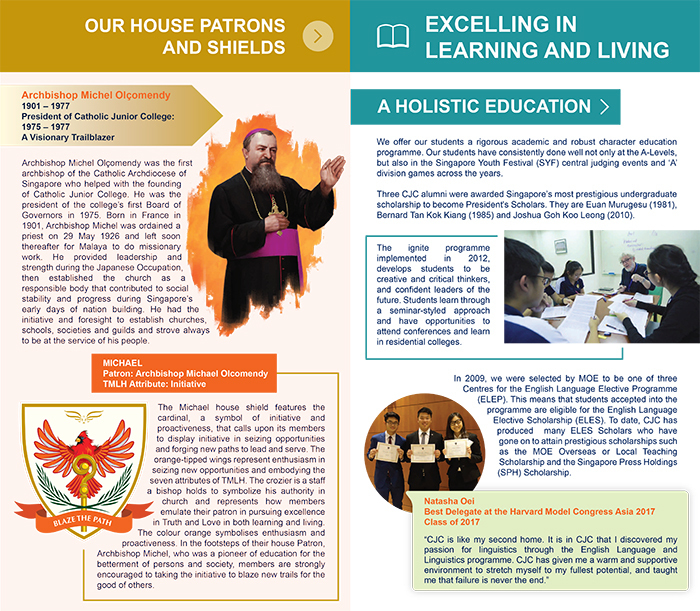 OUR HOUSE PATRONS
AND SHIELDS
Archbishop Michel Olçomendy
1901 – 1977
President of Catholic Junior College:
1975 – 1977
A Visionary Trailblazer
Archbishop Michel Olçomendy was the first
archbishop of the Catholic Archdiocese of
Singapore who helped with the founding
of Catholic Junior College. He was the
president of the college's first Board of
Governors in 1975. Born in France in
1901, Archbishop Michel was ordained a
priest on 29 May 1926 and left soon
thereafter for Malaya to do missionary
work. He provided leadership and
strength during the Japanese Occupation,
then established the church as a
responsible body that contributed to social
stability and progress during Singapore's
early days of nation building. He had the
initiative and foresight to establish churches,
schools, societies and guilds and strove always
to be at the service of his people.
MICHAEL
Patron: Archbishop Michael Olcomendy
TMLH Attribute: Initiative
The Michael house shield features the
cardinal, a symbol of initiative and
proactiveness, that calls upon its members
to display initiative in seizing opportunities
and forging new paths to lead and serve. The
orange-tipped wings represent enthusiasm in
seizing new opportunities and embodying the
seven attributes of TMLH. The crozier is a staff
a bishop holds to symbolize his authority in
church and represents how members
emulate their patron in pursuing excellence
in Truth and Love in both learning and living.
The colour orange symbolises enthusiasm and
proactiveness. In the footsteps of their house Patron,
Archbishop Michel, who was a pioneer of education for the
betterment of persons and society, members are strongly
encouraged to taking the initiative to blaze new trails for the
good of others.
BLAZE THE PATH
EXCELLING IN
LEARNING AND LIVING
A HOLISTIC EDUCATION
We offer our students a rigorous academic and robust character education
programme. Our students have consistently done well not only at the A-Levels,
but also in the Singapore Youth Festival (SYF) central judging events and 'A'
division games across the years.
Three CJC alumni were awarded Singapore's most prestigious undergraduate
scholarship to become President's Scholars. They are Euan Murugesu (1981),
Bernard Tan Kok Kiang (1985) and Joshua Goh Koo Leong (2010).
The ignite programme
implemented in 2012,
develops students to be
creative and critical thinkers,
and confident leaders of the
future. Students learn through
a seminar-styled approach
and have opportunities to
attend conferences and learn
in residential colleges.
In 2009, we were selected by MOE to be one of three
Centres for the English Language Elective Programme
(ELEP). This means that students accepted into the
programme are eligible for the English Language
Elective Scholarship (ELES). To date, CJC has
produced many ELES Scholars who have
gone on to attain prestigious scholarships such
as the MOE Overseas or Local Teaching
Scholarship and the Singapore Press Holdings
(SPH) Scholarship.
Natasha Oei
Best Delegate at the Harvard Model Congress Asia 2017
Class of 2017
"CJC is like my second home. It is in CJC that I discovered my
passion for linguistics through the English Language and
Linguistics programme. CJC has given me a warm and supportive
environment to stretch myself to my fullest potential, and taught
me that failure is never the end."